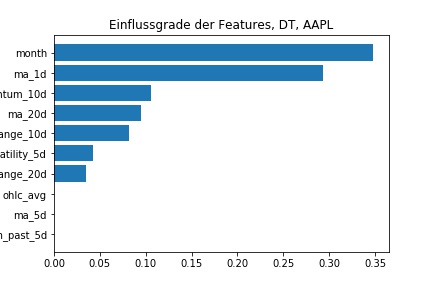 Einflussgrade der Features, DT, AAPL
month
ma_1d
ntum_10d
ma_20d
ange_10d
atility_5d
ange_20d
ohlc_avg
ma_5d
n_past_5d
0.00 0.05 0.10 0.15 0.20 0.25 0.30 0.35